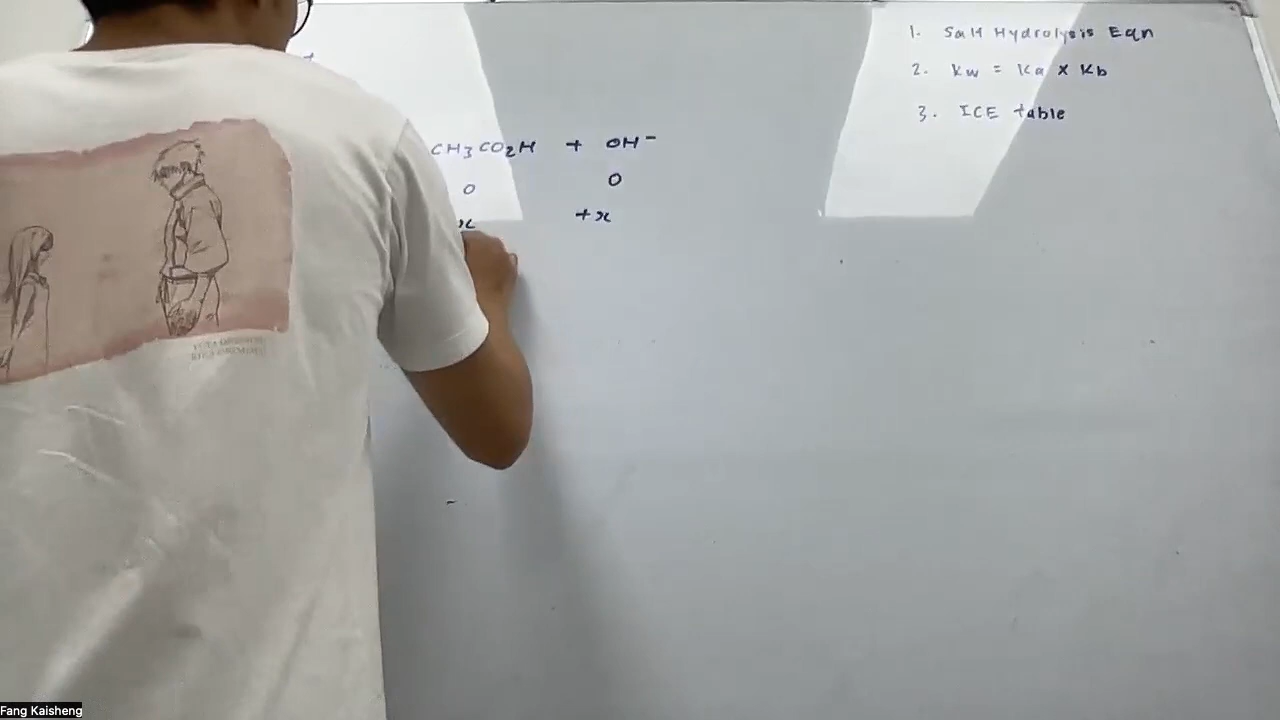 1. Salt Hydrolysis Eqn
2. Kw = Ka x Kb
3. ICE table
CH₃CO₂H + OH⁻
0 0
x +x
Fang Kaisheng